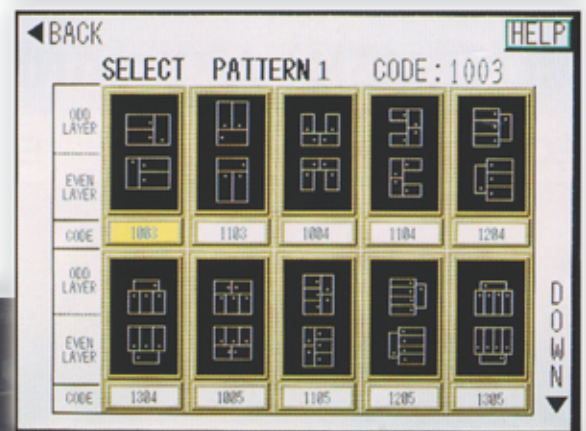 ◀BACK HELP
SELECT PATTERN 1 CODE:1003
ODD
LAYER
EVEN
LAYER
CODE 1003 1103 1004 1104 1204
ODD
LAYER
EVEN
LAYER
CODE 1304 1005 1105 1205 1305
DOWN▼